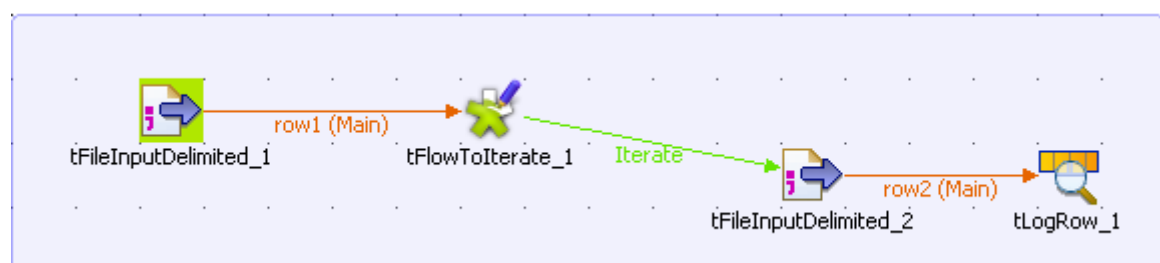 row1 (Main)
tFileInputDelimited_1
tFlowToIterate_1
Iterate
row2 (Main)
tFileInputDelimited_2
tLogRow_1